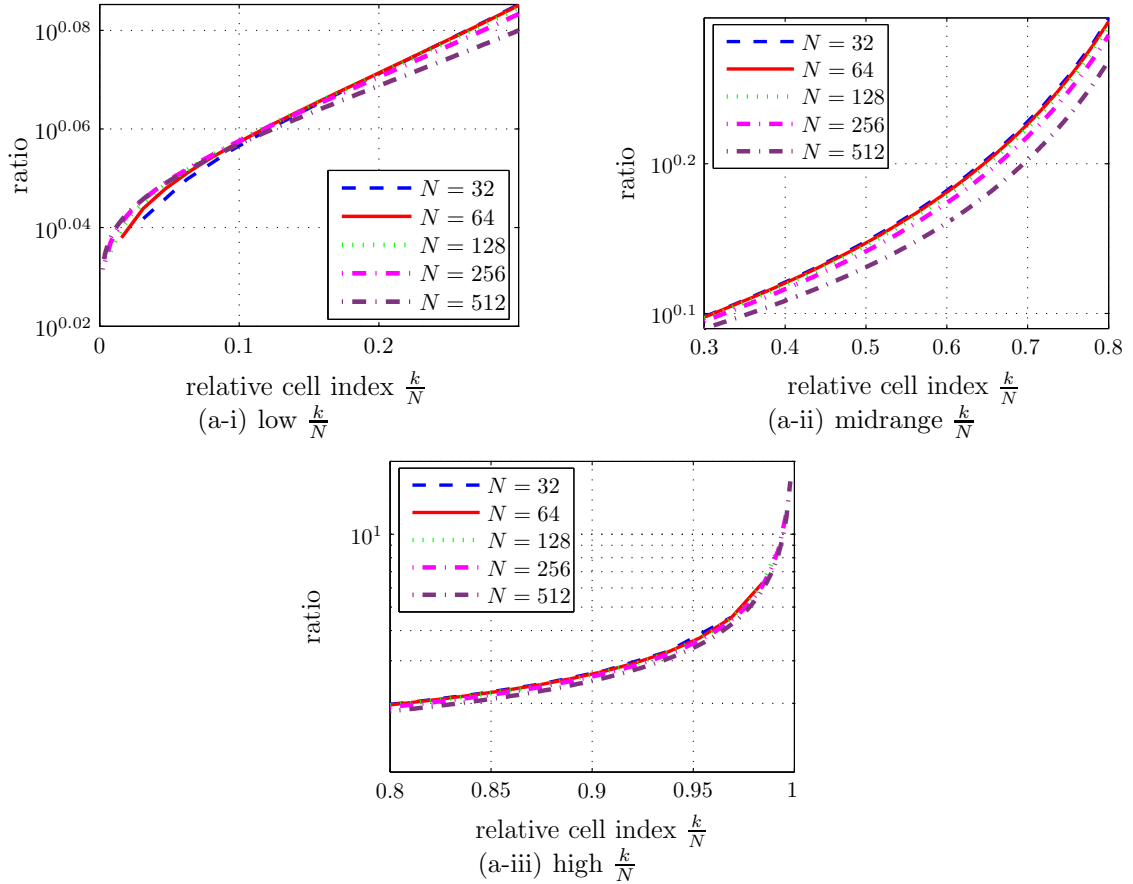 10^0.08
10^0.06
10^0.04
10^0.02
ratio
N = 32
N = 64
N = 128
N = 256
N = 512
0 0.1 0.2
relative cell index k/N
(a-i) low k/N
10^0.2
10^0.1
ratio
N = 32
N = 64
N = 128
N = 256
N = 512
0.3 0.4 0.5 0.6 0.7 0.8
relative cell index k/N
(a-ii) midrange k/N
10^1
ratio
N = 32
N = 64
N = 128
N = 256
N = 512
0.8 0.85 0.9 0.95 1
relative cell index k/N
(a-iii) high k/N